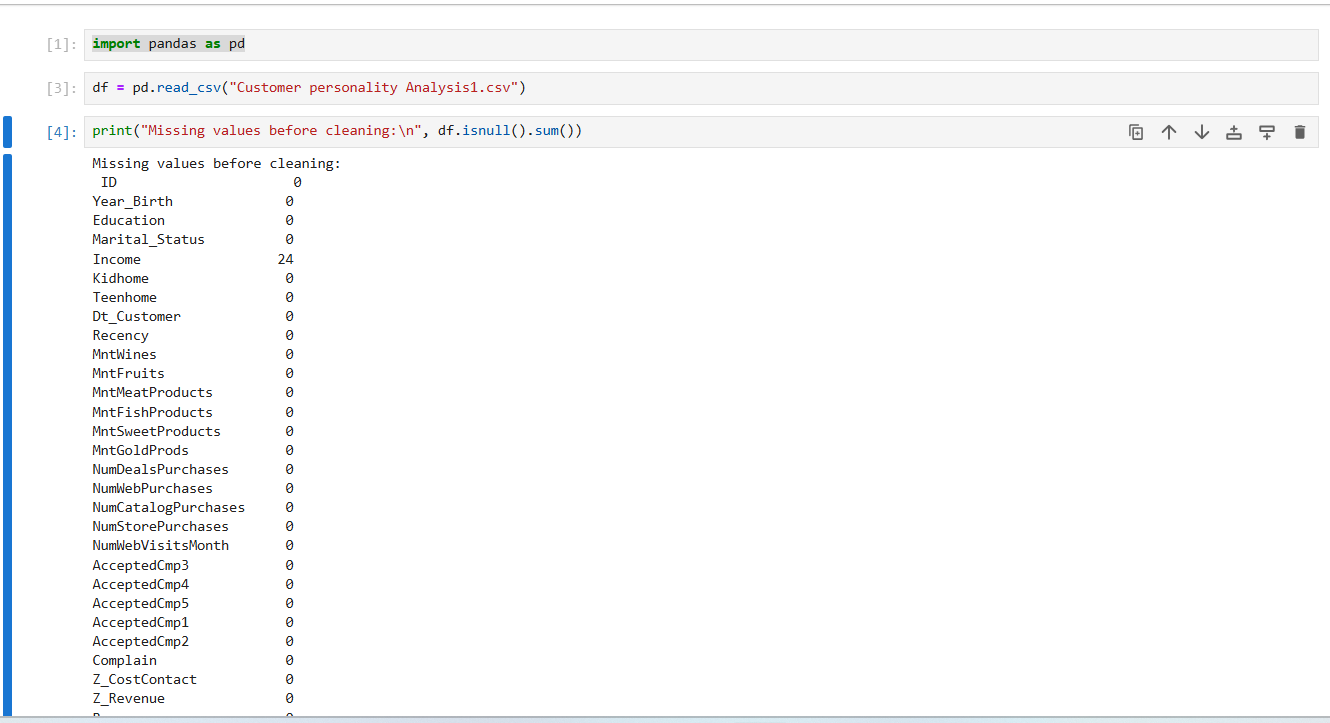 [1]: import pandas as pd
[3]: df = pd.read_csv("Customer personality Analysis1.csv")
[4]: print("Missing values before cleaning:\n", df.isnull().sum())
Missing values before cleaning:
 ID                      0
Year_Birth              0
Education               0
Marital_Status          0
Income                 24
Kidhome                 0
Teenhome                0
Dt_Customer             0
Recency                 0
MntWines                0
MntFruits               0
MntMeatProducts         0
MntFishProducts         0
MntSweetProducts        0
MntGoldProds            0
NumDealsPurchases       0
NumWebPurchases         0
NumCatalogPurchases     0
NumStorePurchases       0
NumWebVisitsMonth       0
AcceptedCmp3            0
AcceptedCmp4            0
AcceptedCmp5            0
AcceptedCmp1            0
AcceptedCmp2            0
Complain                0
Z_CostContact           0
Z_Revenue               0